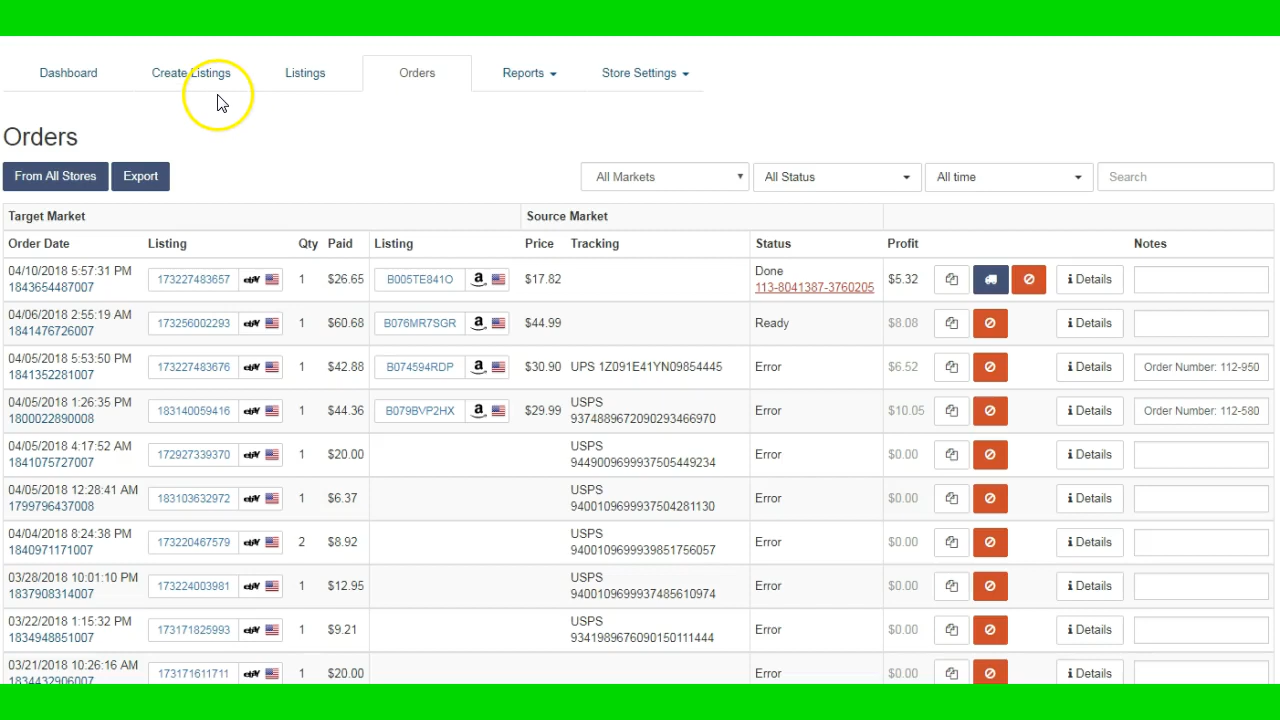 Dashboard Create Listings Listings Orders Reports Store Settings
Orders
From All Stores Export All Markets All Status All time Search
Target Market Source Market
Order Date Listing Qty Paid Listing Price Tracking Status Profit Notes
04/10/2018 5:57:31 PM 173227483657 ebay 1 $26.65 B005TE841O a $17.82 Done $5.32 Details
1843654487007 113-8041387-3760205
04/06/2018 2:55:19 AM 173256002293 ebay 1 $60.68 B076MR7SGR a $44.99 Ready $8.08 Details
1841476726007
04/05/2018 5:53:50 PM 173227483676 ebay 1 $42.88 B074594RDP a $30.90 UPS 1Z091E41YN09854445 Error $6.52 Details Order Number: 112-950
1841352281007
04/05/2018 1:26:35 PM 183140059416 ebay 1 $44.36 B079BVP2HX a $29.99 USPS Error $10.05 Details Order Number: 112-580
1800022890008 9374889672090293466970
04/05/2018 4:17:52 AM 172927339370 ebay 1 $20.00 USPS Error $0.00 Details
1841075727007 9449009699937505449234
04/05/2018 12:28:41 AM 183103632972 ebay 1 $6.37 USPS Error $0.00 Details
1799796437008 9400109699937504281130
04/04/2018 8:24:38 PM 173220467579 ebay 2 $8.92 USPS Error $0.00 Details
1840971171007 9400109699939851756057
03/28/2018 10:01:10 PM 173224003981 ebay 1 $12.95 USPS Error $0.00 Details
1837908314007 9400109699937485610974
03/22/2018 1:15:32 PM 173171825993 ebay 1 $9.21 USPS Error $0.00 Details
1834948851007 9341989676090150111444
03/21/2018 10:26:16 AM 173171611711 ebay 1 $20.00 Error $0.00 Details
1834432906007